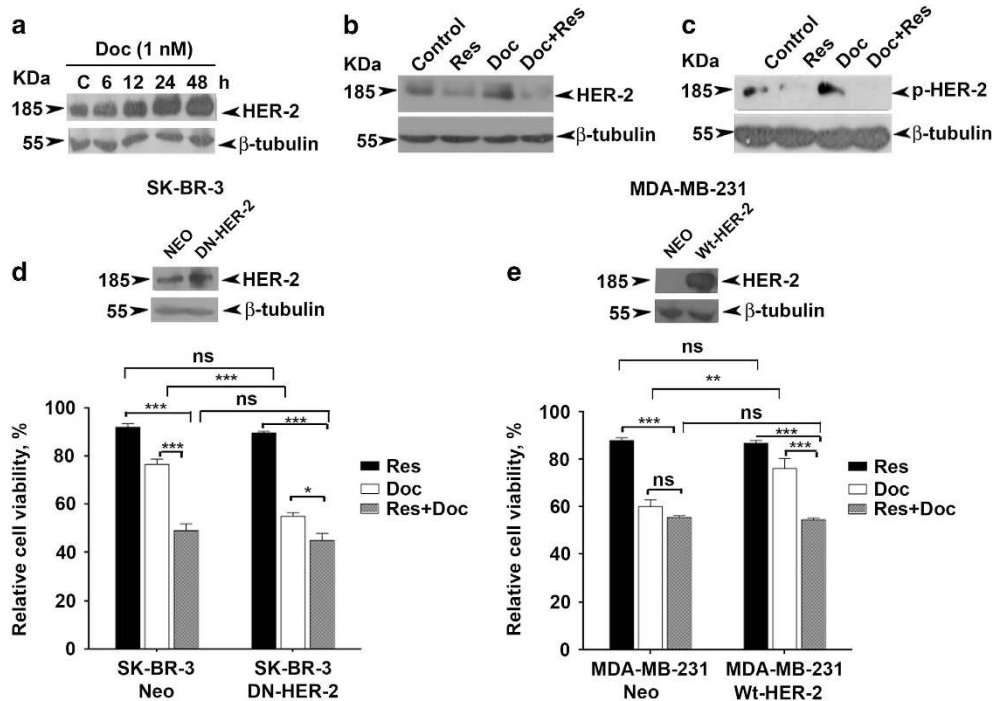 a
Doc (1 nM)
KDa
C 6 12 24 48 h
185
HER-2
55
β-tubulin
b
Control
Res
Doc
Doc+Res
KDa
185
HER-2
55
β-tubulin
c
Control
Res
Doc
Doc+Res
KDa
185
p-HER-2
55
β-tubulin
SK-BR-3
NEO
DN-HER-2
d
185
HER-2
55
β-tubulin
ns
***
ns
***
***
***
*
Relative cell viability, %
100
80
60
40
20
0
Res
Doc
Res+Doc
SK-BR-3 SK-BR-3
Neo DN-HER-2
MDA-MB-231
NEO
Wt-HER-2
e
185
HER-2
55
β-tubulin
ns
**
ns
***
***
***
ns
Relative cell viability, %
100
80
60
40
20
0
Res
Doc
Res+Doc
MDA-MB-231 MDA-MB-231
Neo Wt-HER-2